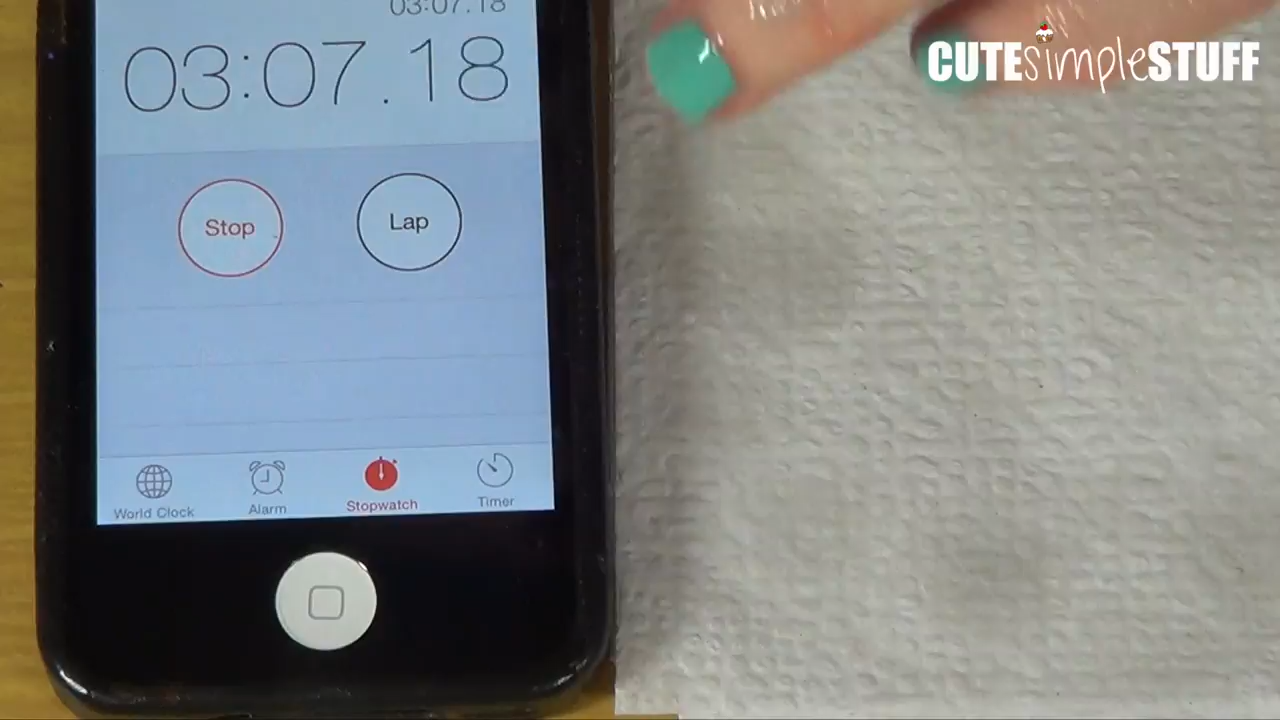 03:07.18
03:07.18
CUTEsimpleSTUFF
Stop
Lap
World Clock
Alarm
Stopwatch
Timer